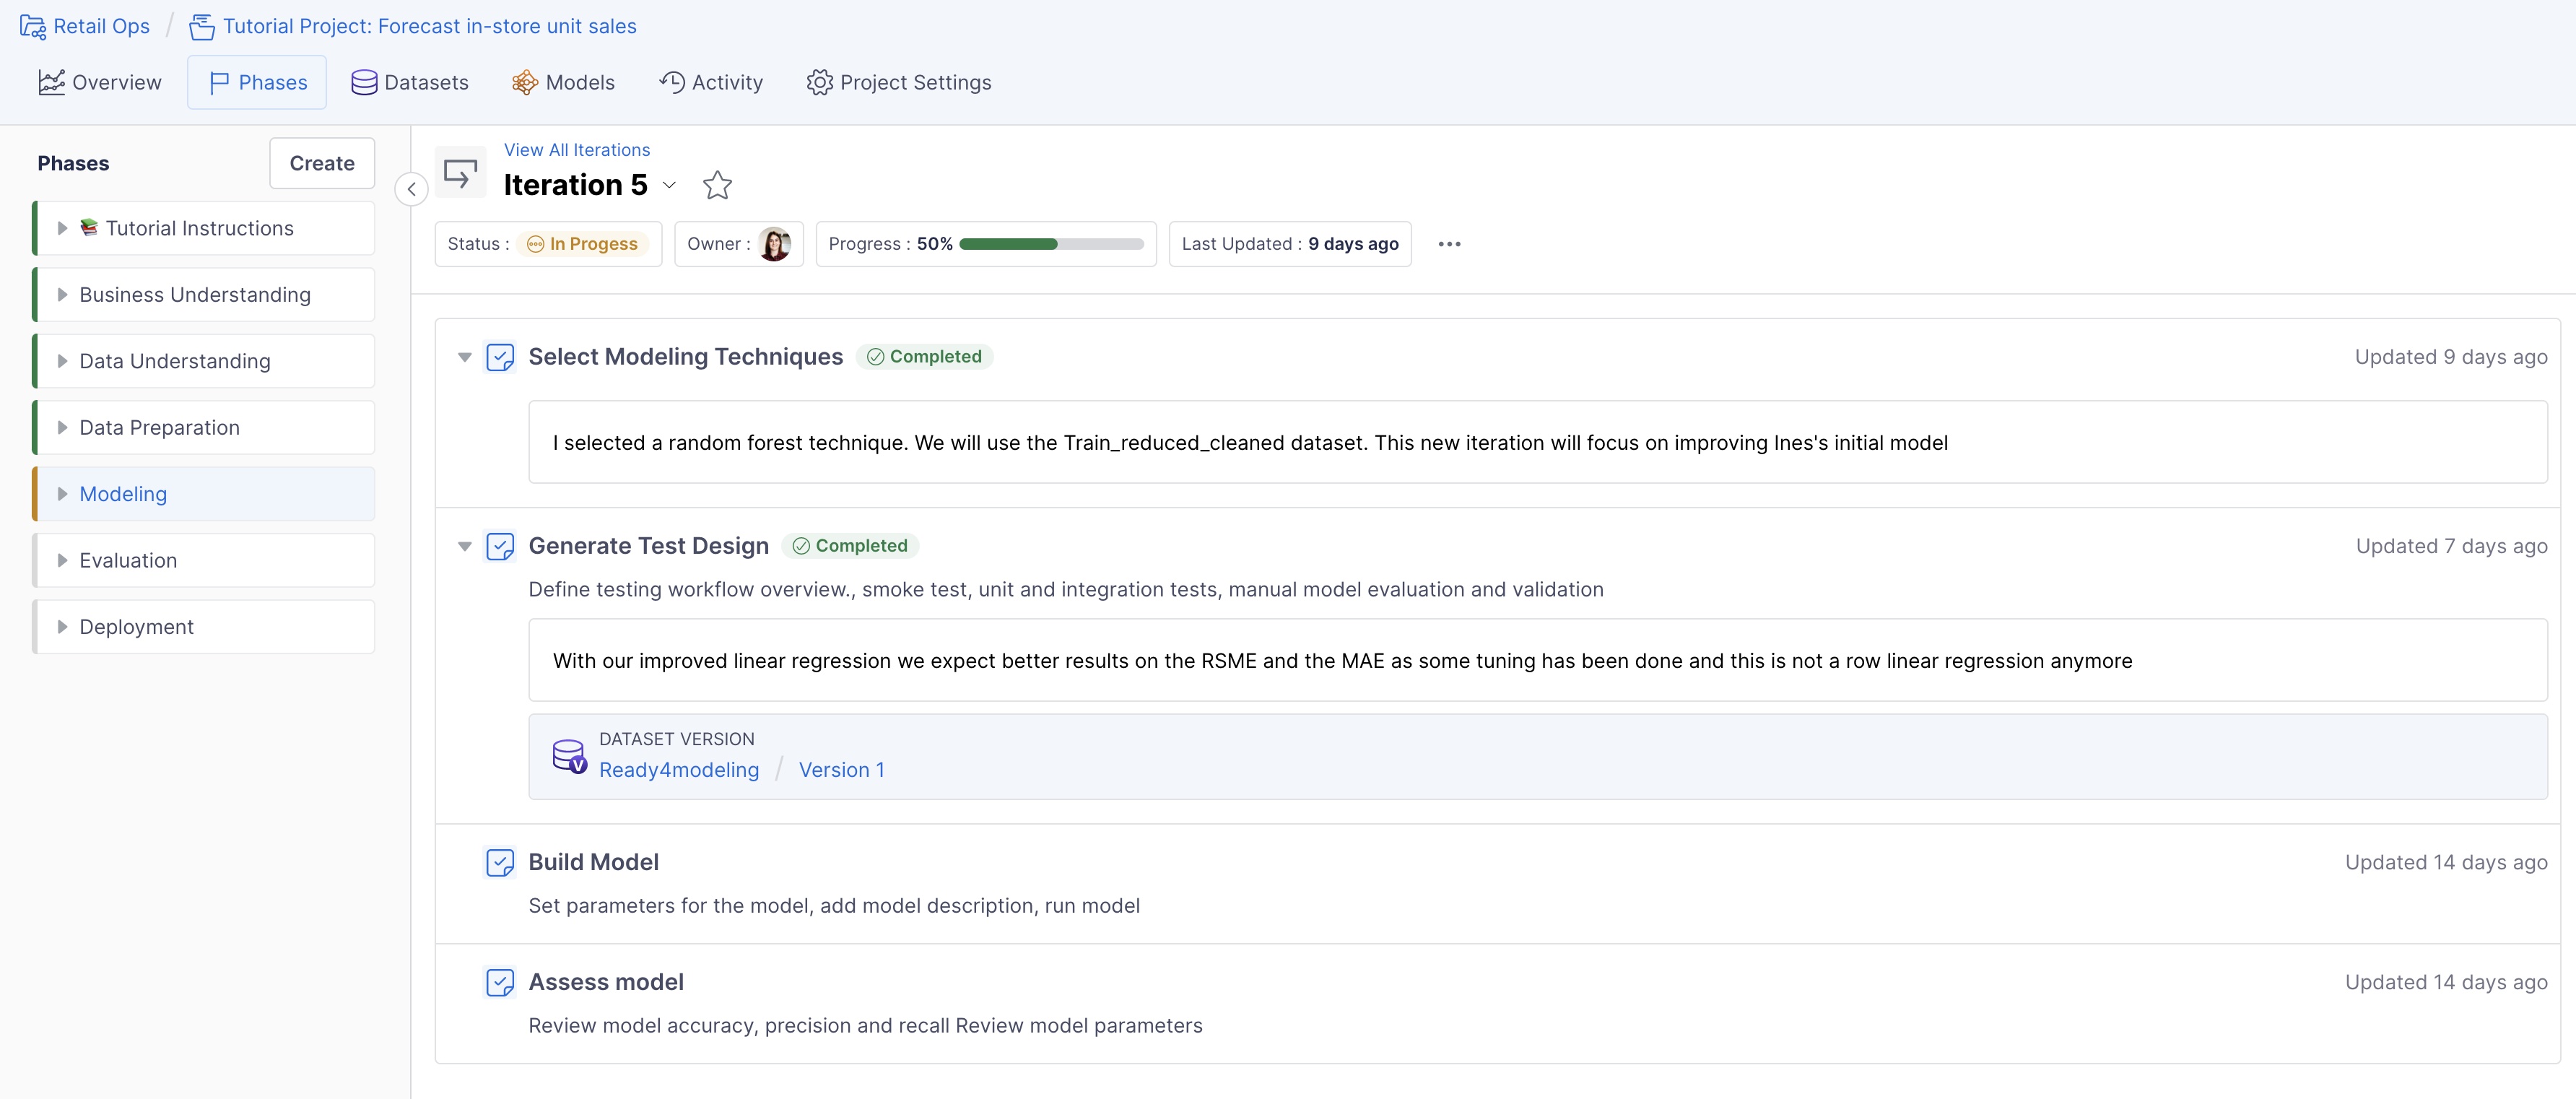 Retail Ops / Tutorial Project: Forecast in-store unit sales
Overview Phases Datasets Models Activity Project Settings
Phases Create
Tutorial Instructions
Business Understanding
Data Understanding
Data Preparation
Modeling
Evaluation
Deployment
View All Iterations
Iteration 5
Status : In Progess Owner : Progress : 50% Last Updated : 9 days ago
Select Modeling Techniques Completed Updated 9 days ago
I selected a random forest technique. We will use the Train_reduced_cleaned dataset. This new iteration will focus on improving Ines's initial model
Generate Test Design Completed Updated 7 days ago
Define testing workflow overview., smoke test, unit and integration tests, manual model evaluation and validation
With our improved linear regression we expect better results on the RSME and the MAE as some tuning has been done and this is not a row linear regression anymore
V
DATASET VERSION
Ready4modeling / Version 1
Build Model Updated 14 days ago
Set parameters for the model, add model description, run model
Assess model Updated 14 days ago
Review model accuracy, precision and recall Review model parameters